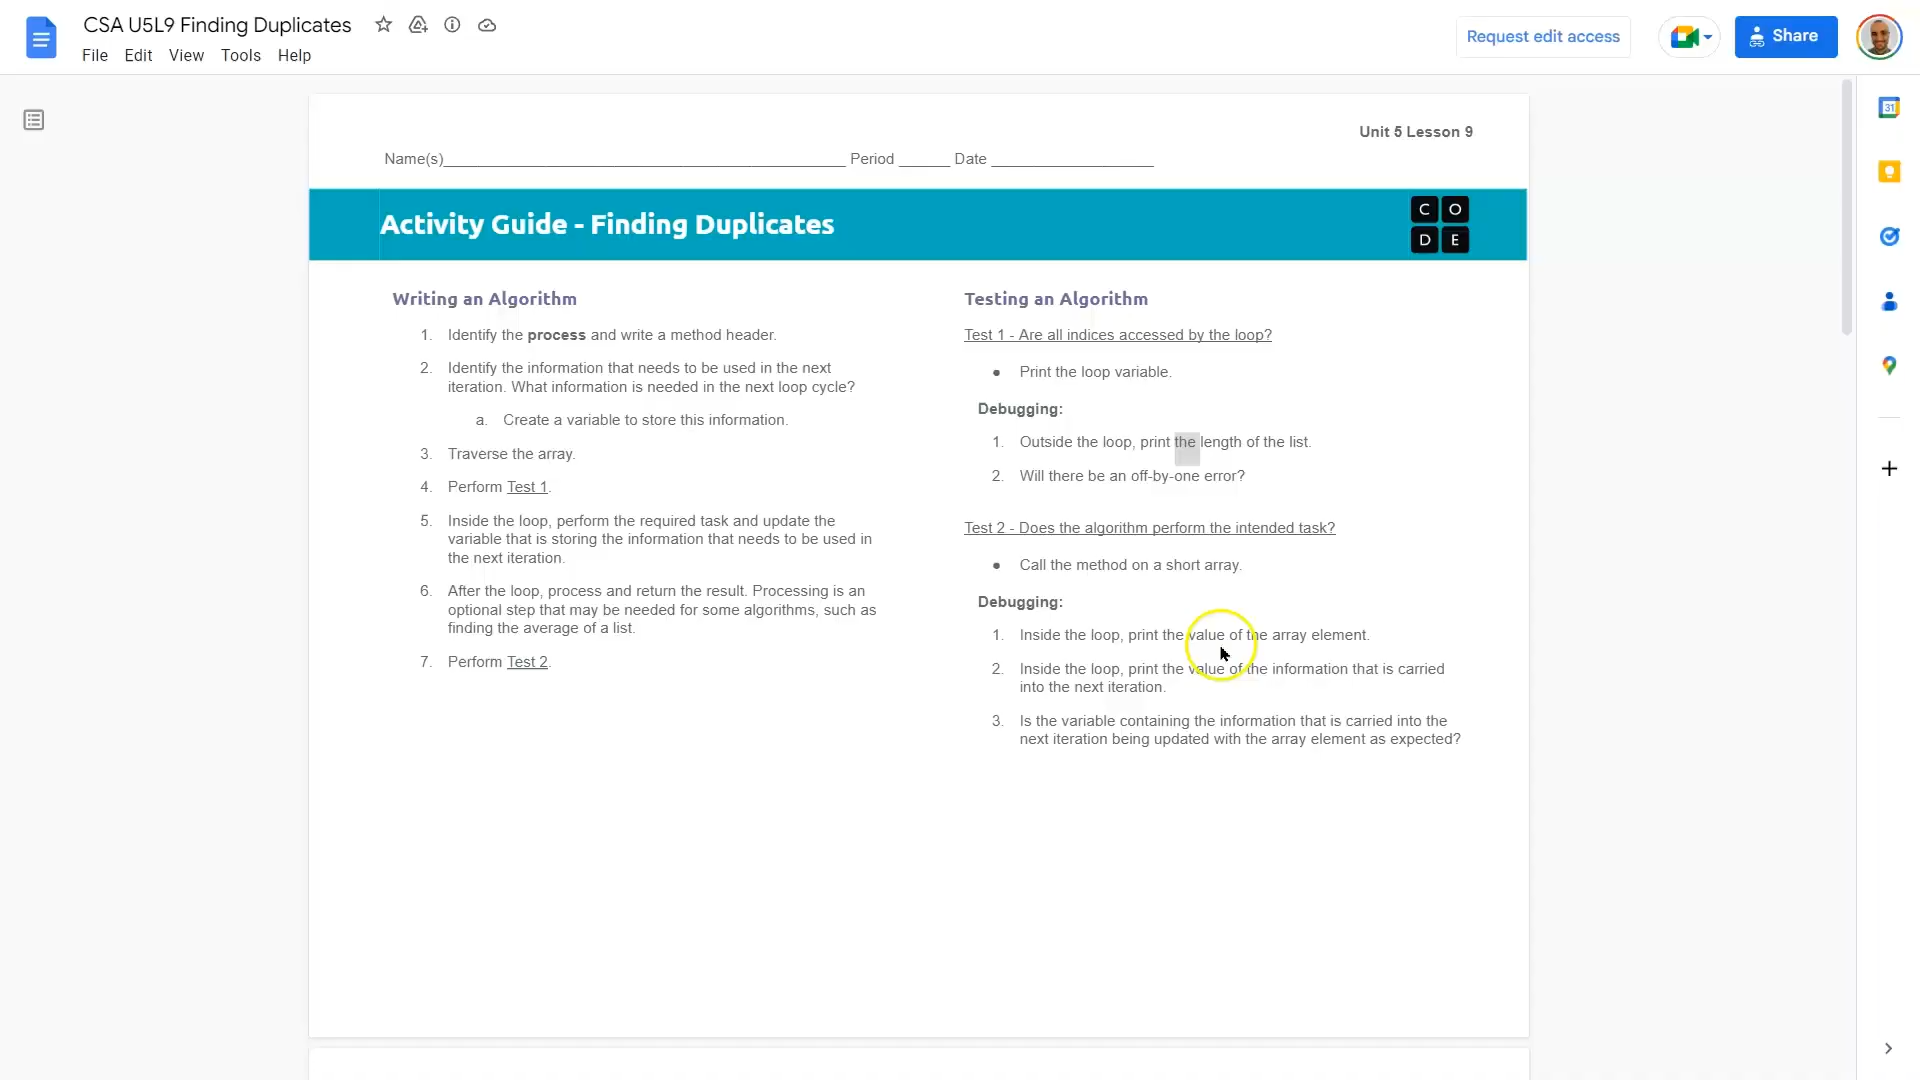 CSA U5L9 Finding Duplicates
File Edit View Tools Help
Request edit access
Share
31
Unit 5 Lesson 9
Name(s)________________________________________________ Period ______ Date ___________________
Activity Guide - Finding Duplicates
C O
D E
Writing an Algorithm
1. Identify the process and write a method header.
2. Identify the information that needs to be used in the next
iteration. What information is needed in the next loop cycle?
a. Create a variable to store this information.
3. Traverse the array.
4. Perform Test 1.
5. Inside the loop, perform the required task and update the
variable that is storing the information that needs to be used in
the next iteration.
6. After the loop, process and return the result. Processing is an
optional step that may be needed for some algorithms, such as
finding the average of a list.
7. Perform Test 2.
Testing an Algorithm
Test 1 - Are all indices accessed by the loop?
● Print the loop variable.
Debugging:
1. Outside the loop, print the length of the list.
2. Will there be an off-by-one error?
Test 2 - Does the algorithm perform the intended task?
● Call the method on a short array.
Debugging:
1. Inside the loop, print the value of the array element.
2. Inside the loop, print the value of the information that is carried
into the next iteration.
3. Is the variable containing the information that is carried into the
next iteration being updated with the array element as expected?